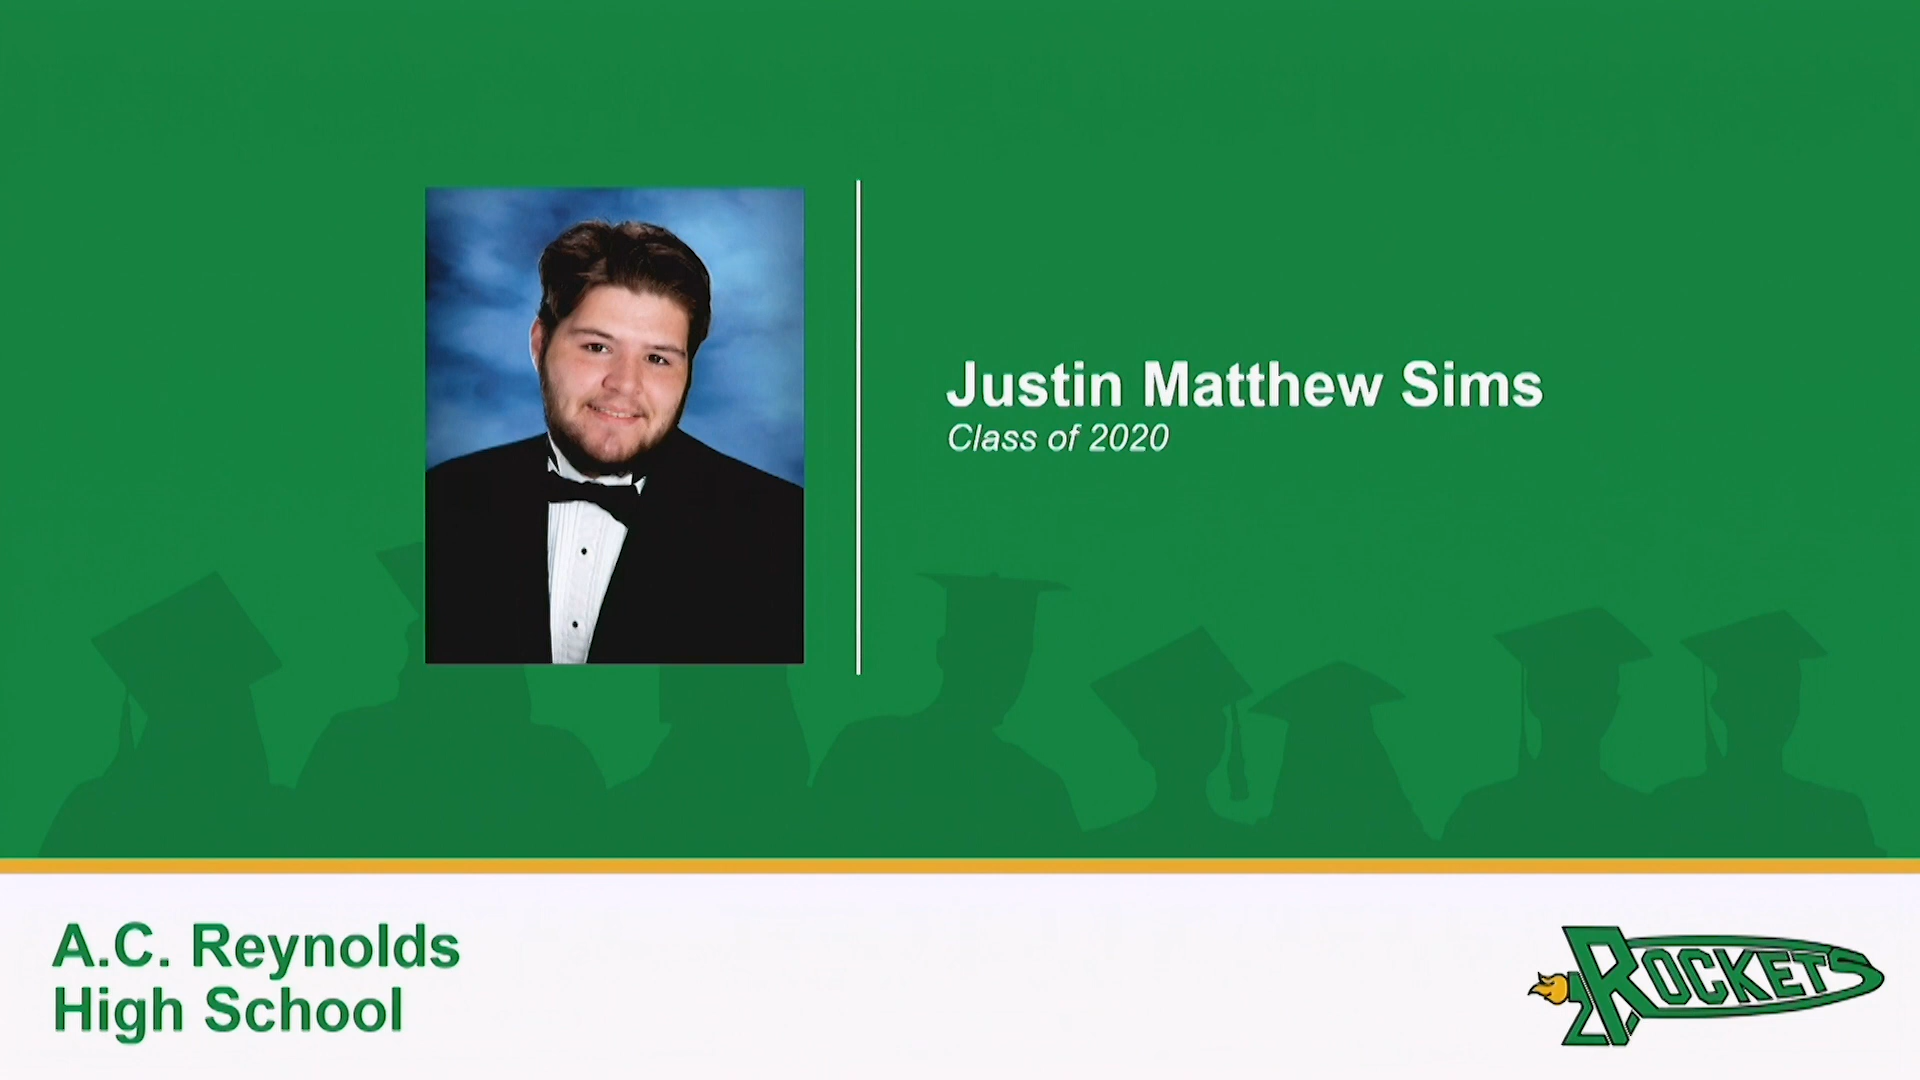 Justin Matthew Sims
Class of 2020
A.C. Reynolds
High School
ROCKETS